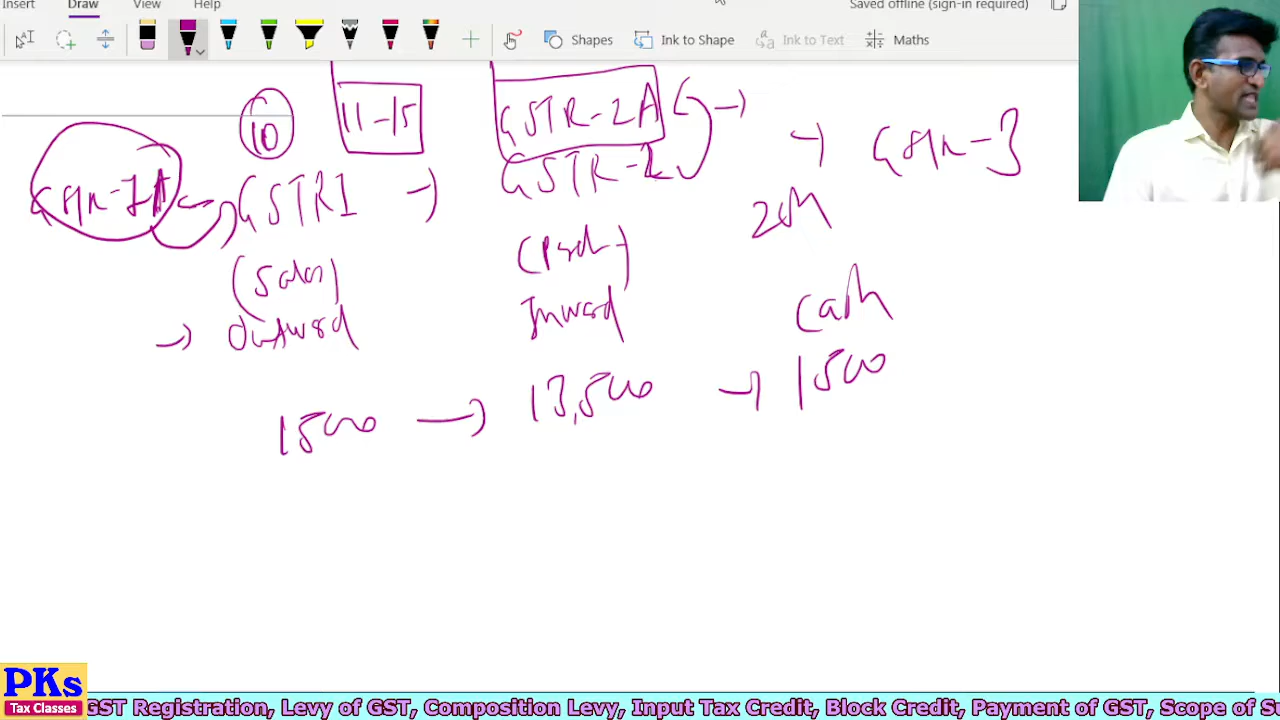 Insert Draw View Help Saved offline (sign-in required)
Shapes Ink to Shape Ink to Text Maths
10 11-15 GSTR-2A
GSTR-1A GSTR1 GSTR-2 GSTR-3
20th
(Sales)
Outward Inward
Cash
1500 13,500 1500
PKs
Tax Classes
GST Registration, Levy of GST, Composition Levy, Input Tax Credit, Block Credit, Payment of GST, Scope of Su